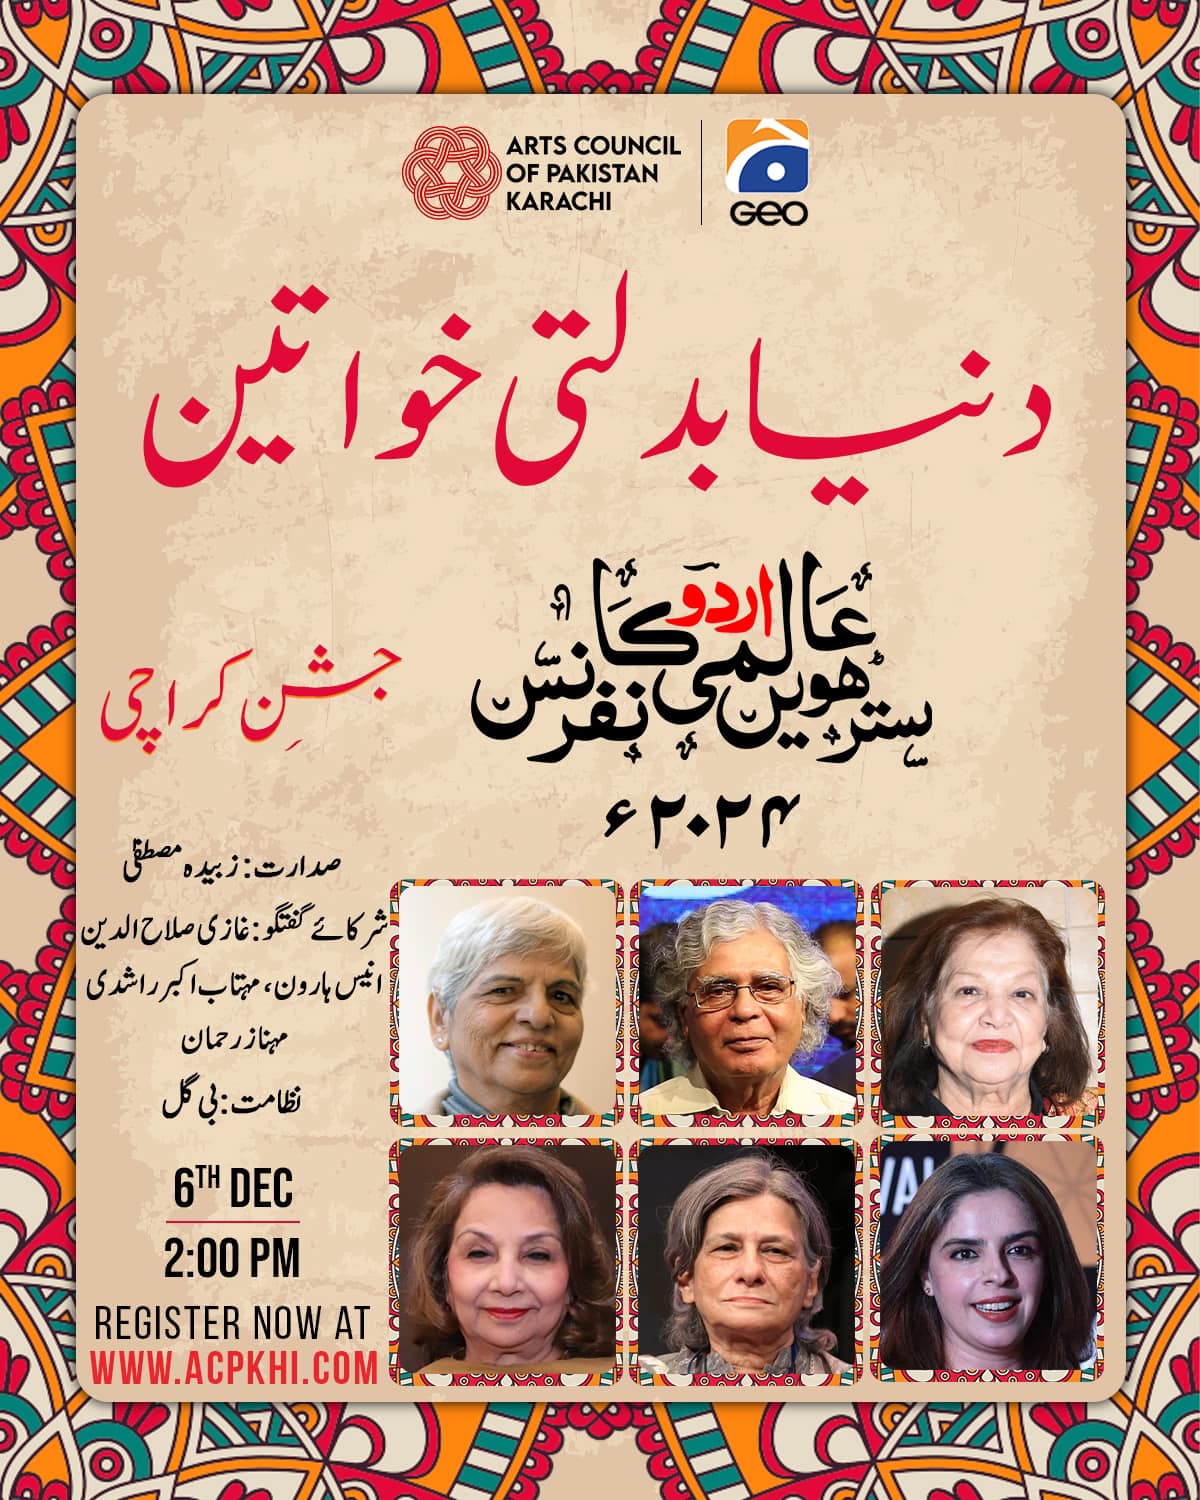 ARTS COUNCIL
OF PAKISTAN
KARACHI
GEO
دنیا بدلتی خواتین
سترھویں عالمی اردو کانفرنس
جشنِ کراچی
۲۰۲۴ء
صدارت: زبیدہ مصطفیٰ
شرکائے گفتگو: غازی صلاح الدین
انیس ہارون، مہتاب اکبر راشدی
مہناز رحمان
نظامت: بی گل
6TH DEC
2:00 PM
REGISTER NOW AT
WWW.ACPKHI.COM